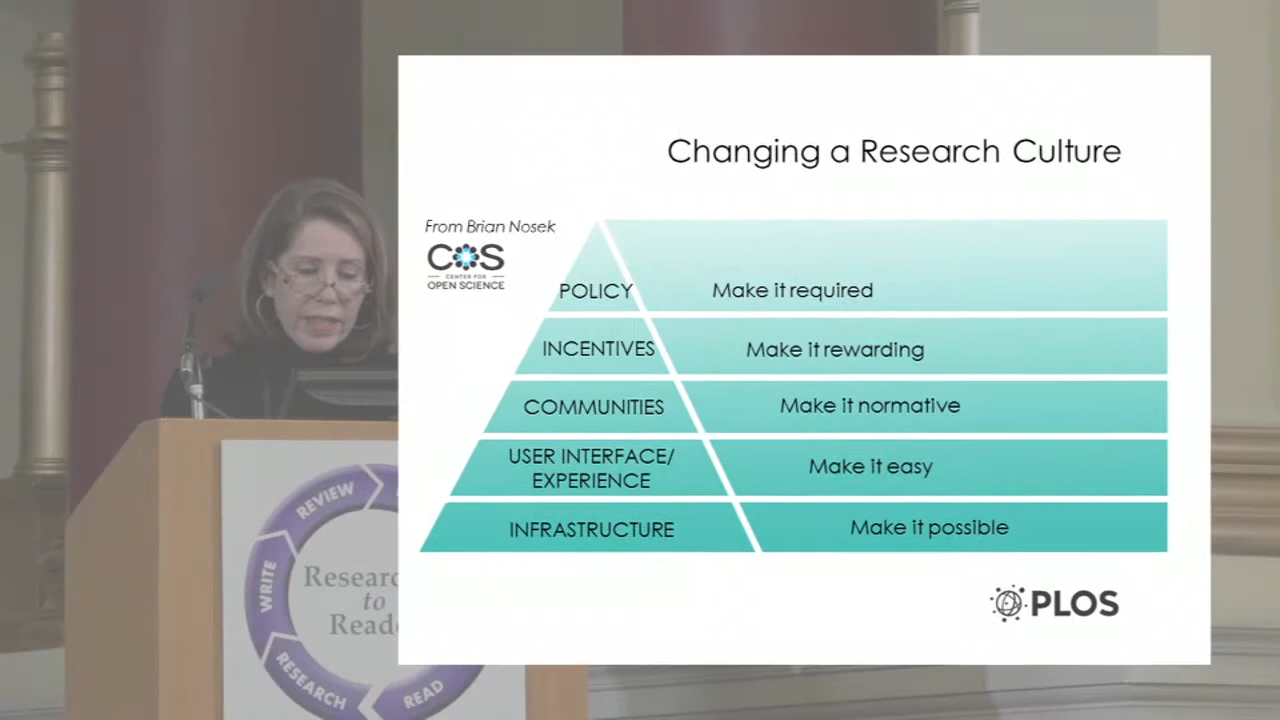 Changing a Research Culture
From Brian Nosek
COS
CENTER FOR
OPEN SCIENCE
POLICY
Make it required
INCENTIVES
Make it rewarding
COMMUNITIES
Make it normative
USER INTERFACE/
EXPERIENCE
Make it easy
INFRASTRUCTURE
Make it possible
PLOS
REVIEW
WRITE
RESEARCH
READ
to